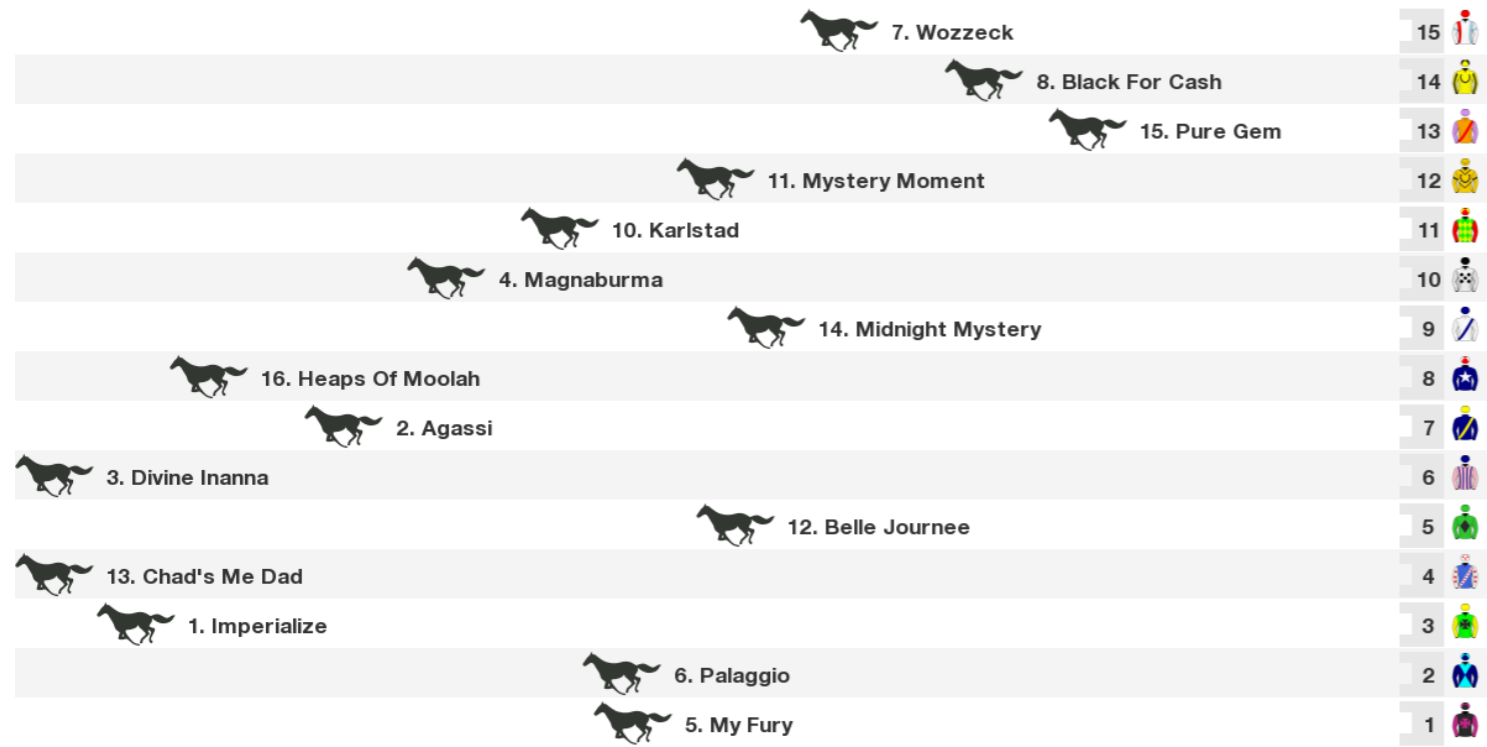 7. Wozzeck 15
8. Black For Cash 14
15. Pure Gem 13
11. Mystery Moment 12
10. Karlstad 11
4. Magnaburma 10
14. Midnight Mystery 9
16. Heaps Of Moolah 8
2. Agassi 7
3. Divine Inanna 6
12. Belle Journee 5
13. Chad's Me Dad 4
1. Imperialize 3
6. Palaggio 2
5. My Fury 1